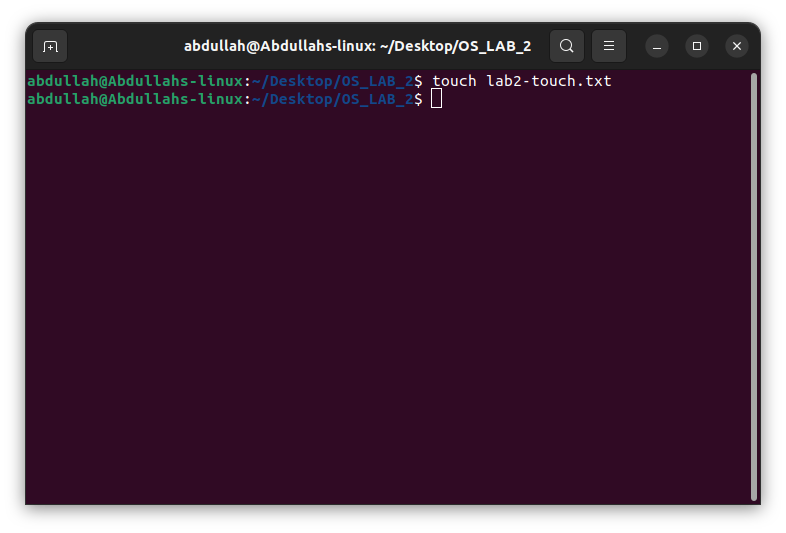 abdullah@Abdullahs-linux: ~/Desktop/OS_LAB_2
abdullah@Abdullahs-linux:~/Desktop/OS_LAB_2$ touch lab2-touch.txt
abdullah@Abdullahs-linux:~/Desktop/OS_LAB_2$